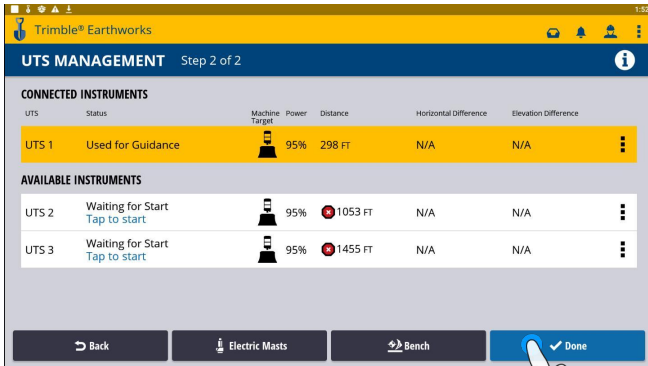 1:52
Trimble® Earthworks
UTS MANAGEMENT Step 2 of 2
CONNECTED INSTRUMENTS
UTS Status Machine Target Power Distance Horizontal Difference Elevation Difference
UTS 1 Used for Guidance 95% 298 FT N/A N/A
AVAILABLE INSTRUMENTS
UTS 2 Waiting for Start 95% 1053 FT N/A N/A
Tap to start
UTS 3 Waiting for Start 95% 1455 FT N/A N/A
Tap to start
Back Electric Masts Bench Done